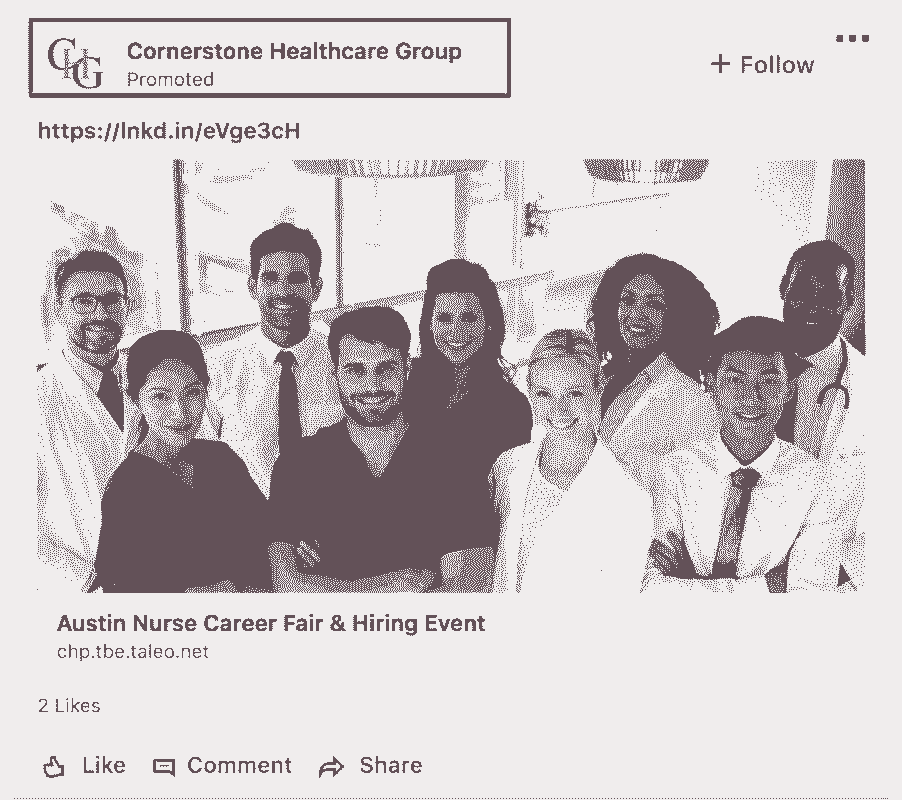 CHG
Cornerstone Healthcare Group
Promoted
+ Follow
https://lnkd.in/eVge3cH
Austin Nurse Career Fair & Hiring Event
chp.tbe.taleo.net
2 Likes
Like Comment Share